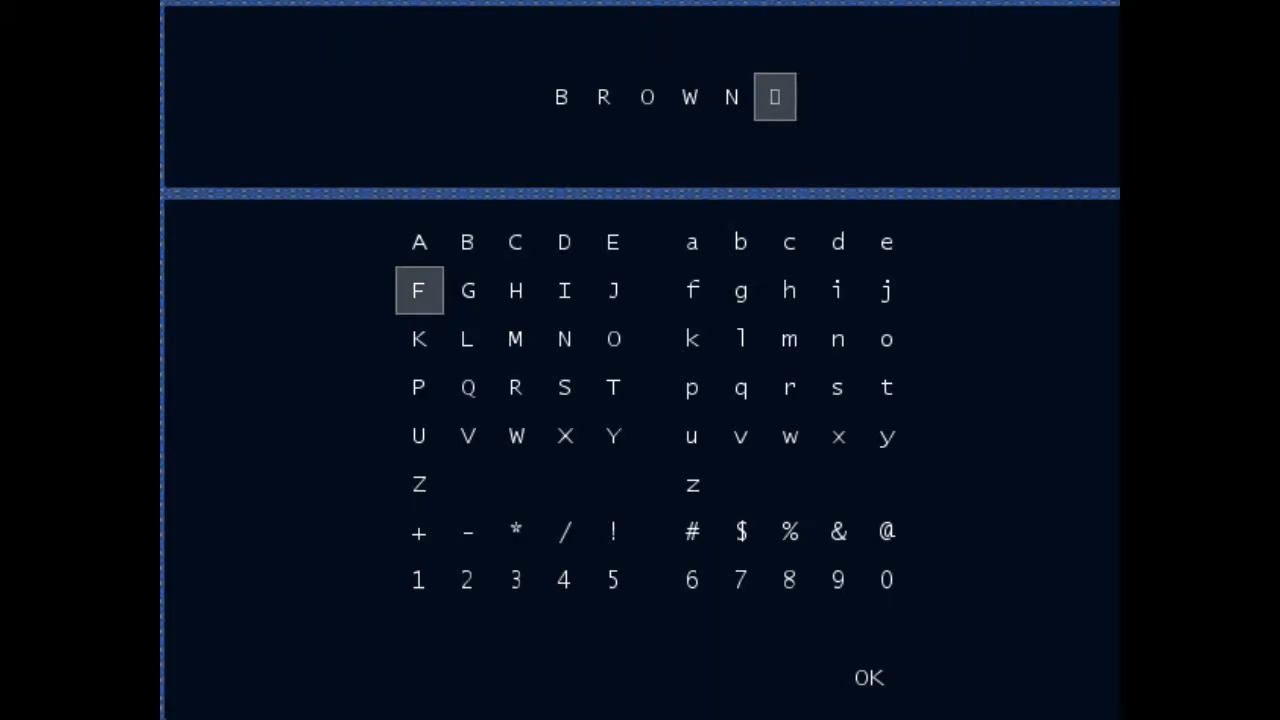 B R O W N
A B C D E a b c d e
F G H I J f g h i j
K L M N O k l m n o
P Q R S T p q r s t
U V W X Y u v w x y
Z z
+ - * / ! # $ % & @
1 2 3 4 5 6 7 8 9 0
OK